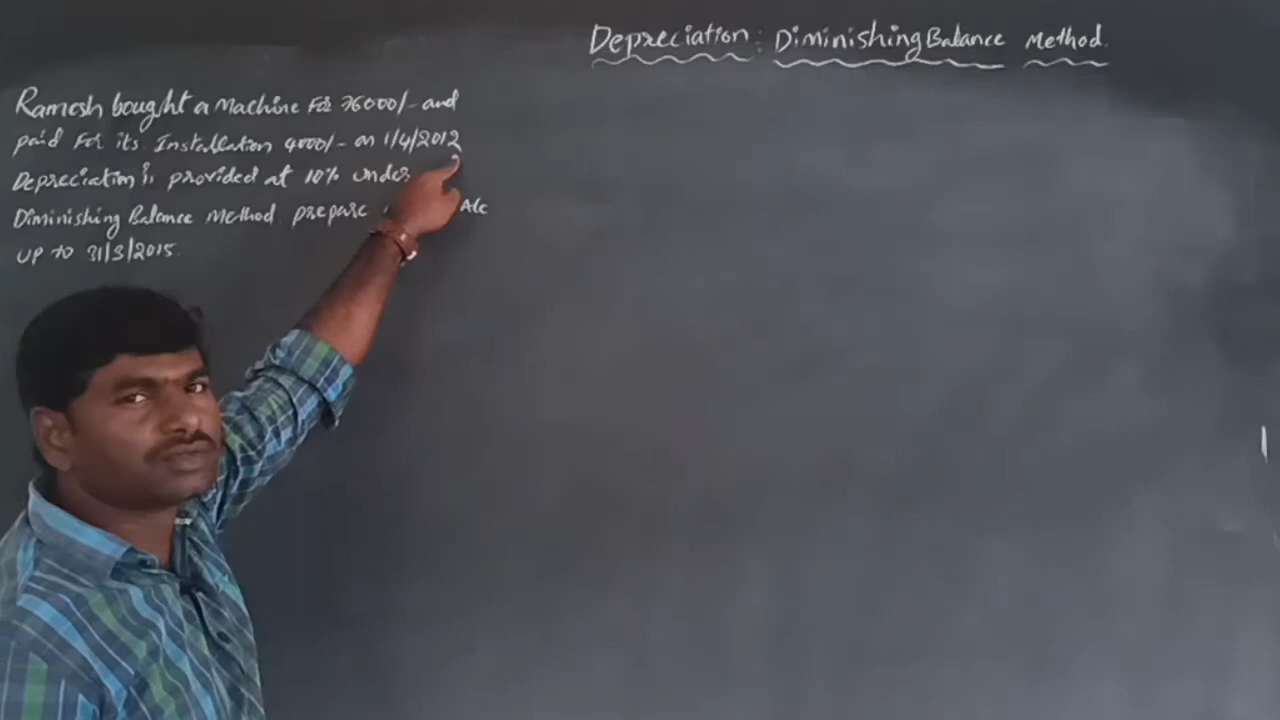 Depreciation: Diminishing Balance Method.
Ramesh bought a Machine For 76000/- and
paid For its Installation 4000/- on 1/4/2012
Depreciation is provided at 10% under
Diminishing Balance Method. prepare A/c
UP to 31/3/2015.